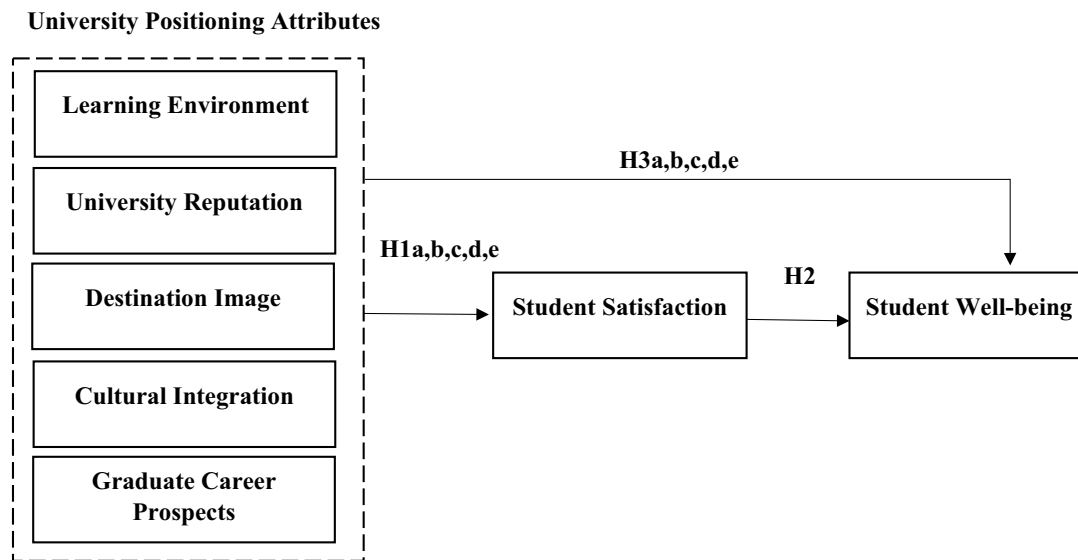 University Positioning Attributes
Learning Environment
University Reputation
Destination Image
Cultural Integration
Graduate Career
Prospects
H3a,b,c,d,e
H1a,b,c,d,e
Student Satisfaction
H2
Student Well-being